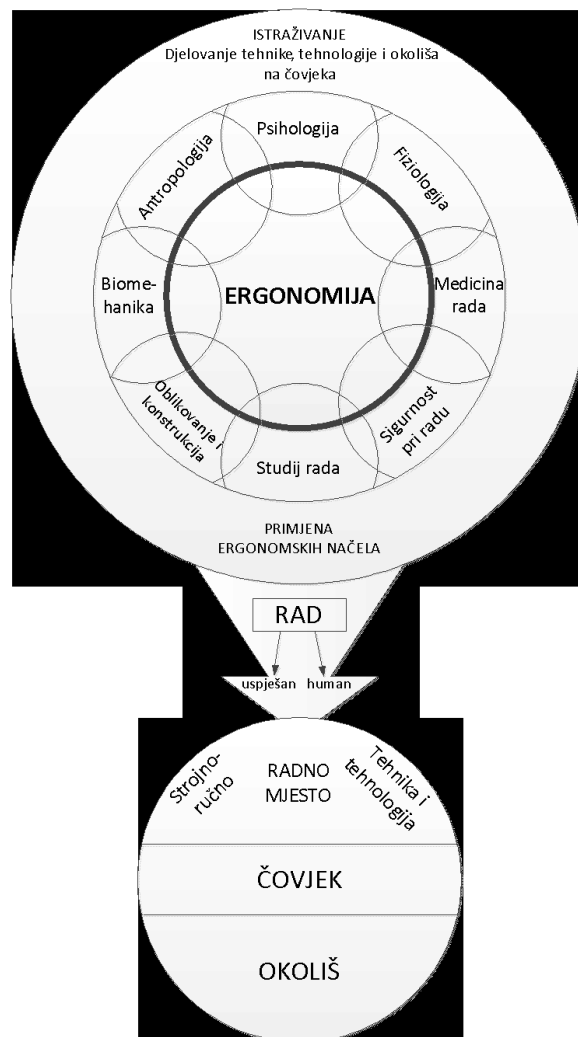 ISTRAŽIVANJE
Djelovanje tehnike, tehnologije i okoliša
na čovjeka
Psihologija
Antropologija
Fiziologija
Biome-
hanika
ERGONOMIJA
Medicina
rada
Oblikovanje i
konstrukcija
Studij rada
Sigurnost
pri radu
PRIMJENA
ERGONOMSKIH NAČELA
RAD
uspješan human
Strojno-
ručno
RADNO
MJESTO
Tehnika i
tehnologija
ČOVJEK
OKOLIŠ